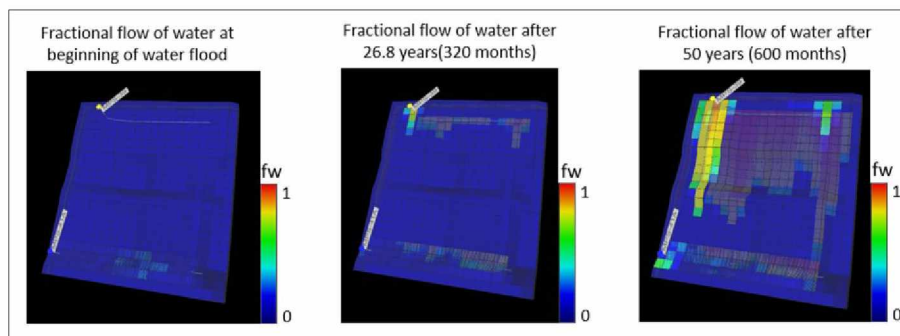 Fractional flow of water at
beginning of water flood
fw
1
0
Fractional flow of water after
26.8 years(320 months)
fw
1
0
Fractional flow of water after
50 years (600 months)
fw
1
0